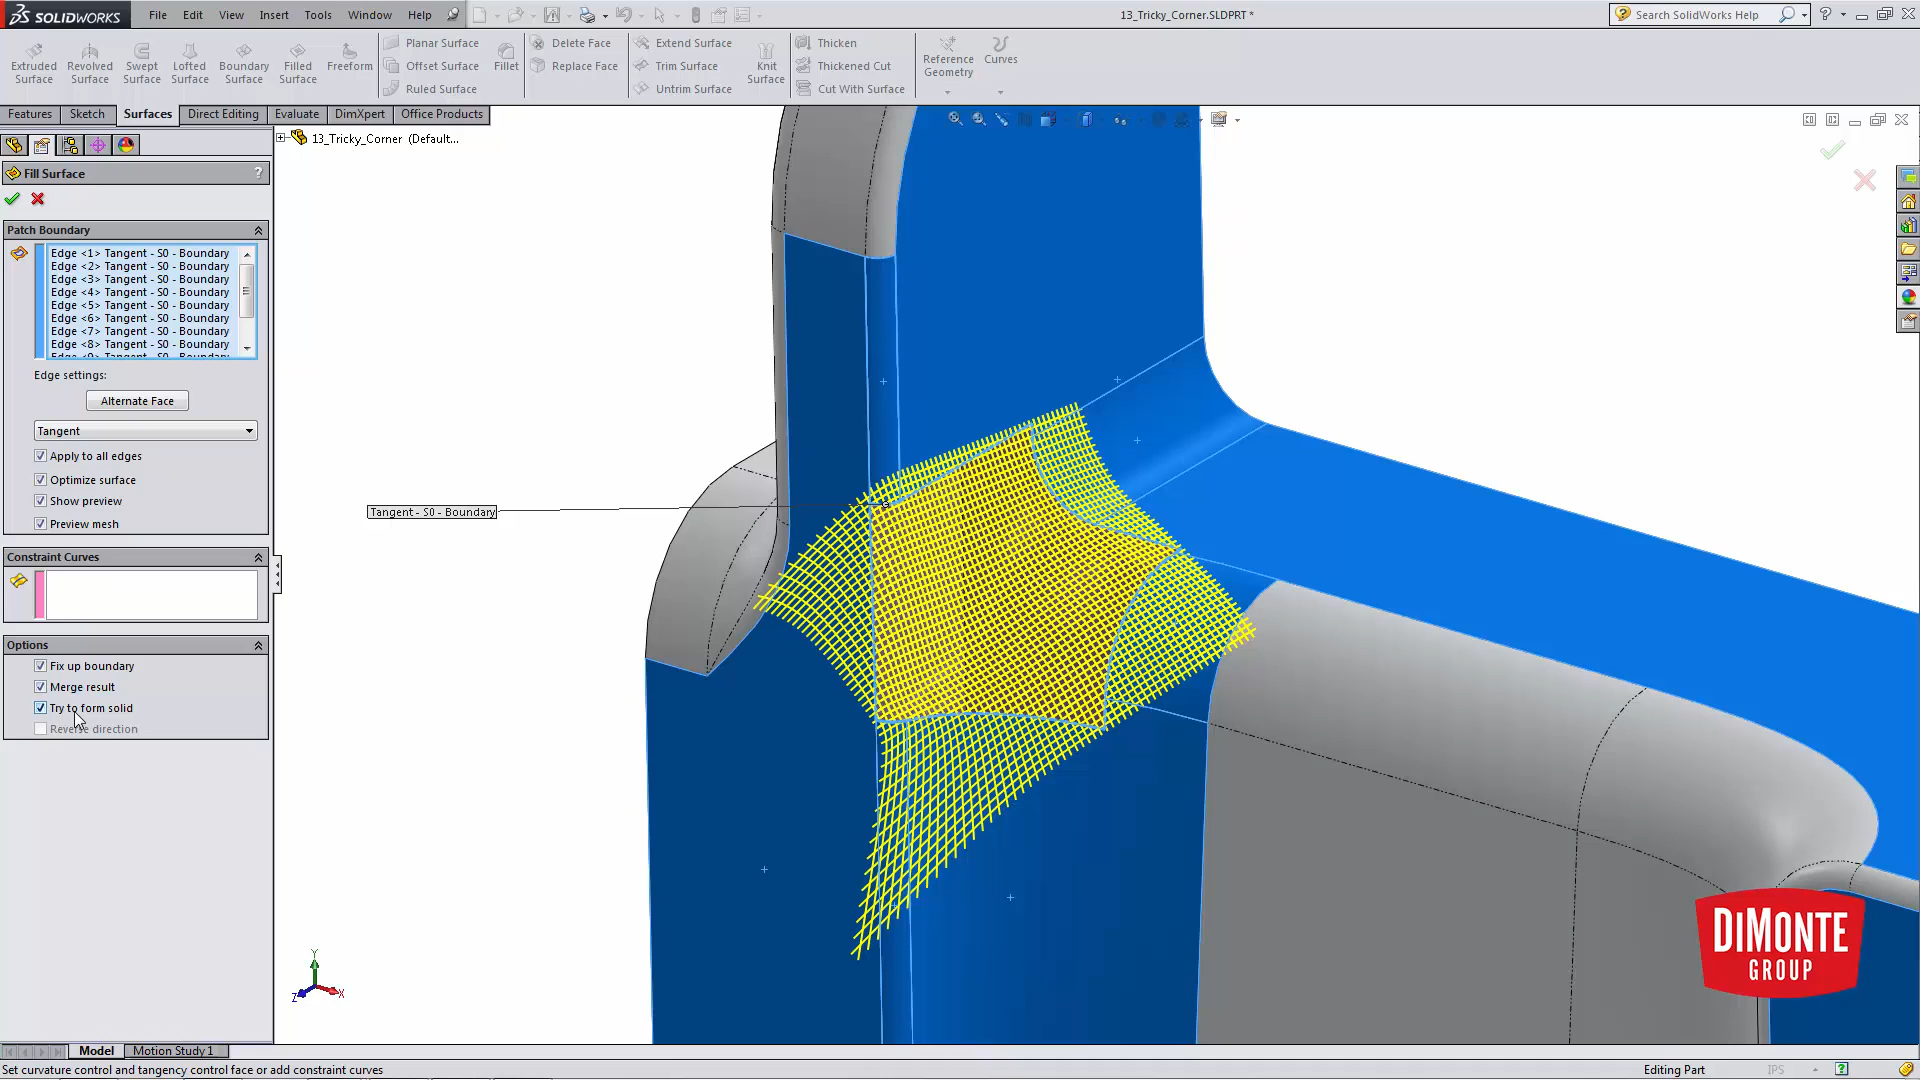 SOLIDWORKS
File Edit View Insert Tools Window Help
13_Tricky_Corner.SLDPRT *
Search SolidWorks Help
Extruded Surface
Revolved Surface
Swept Surface
Lofted Surface
Boundary Surface
Filled Surface
Freeform
Planar Surface
Offset Surface
Ruled Surface
Fillet
Delete Face
Replace Face
Extend Surface
Trim Surface
Untrim Surface
Knit Surface
Thicken
Thickened Cut
Cut With Surface
Reference Geometry
Curves
Features Sketch Surfaces Direct Editing Evaluate DimXpert Office Products
13_Tricky_Corner (Default...
Fill Surface ?
Patch Boundary
Edge <1> Tangent - S0 - Boundary
Edge <2> Tangent - S0 - Boundary
Edge <3> Tangent - S0 - Boundary
Edge <4> Tangent - S0 - Boundary
Edge <5> Tangent - S0 - Boundary
Edge <6> Tangent - S0 - Boundary
Edge <7> Tangent - S0 - Boundary
Edge <8> Tangent - S0 - Boundary
Edge <9> Tangent - S0 - Boundary
Edge settings:
Alternate Face
Tangent
Apply to all edges
Optimize surface
Show preview
Preview mesh
Constraint Curves
Options
Fix up boundary
Merge result
Try to form solid
Reverse direction
Tangent - S0 - Boundary
Y
Z X
DIMONTE
GROUP
Model Motion Study 1
Set curvature control and tangency control face or add constraint curves
Editing Part
IPS